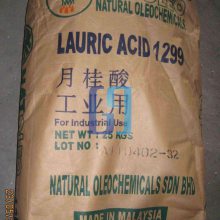 NATURAL OLEOCHEMICALS
LAURIC ACID 1299
月桂酸
工业用
For Industrial Use
NET WT : 25 KGS
LOT NO :
NATURAL OLEOCHEMICALS SDN BHD
MADE IN MALAYSIA